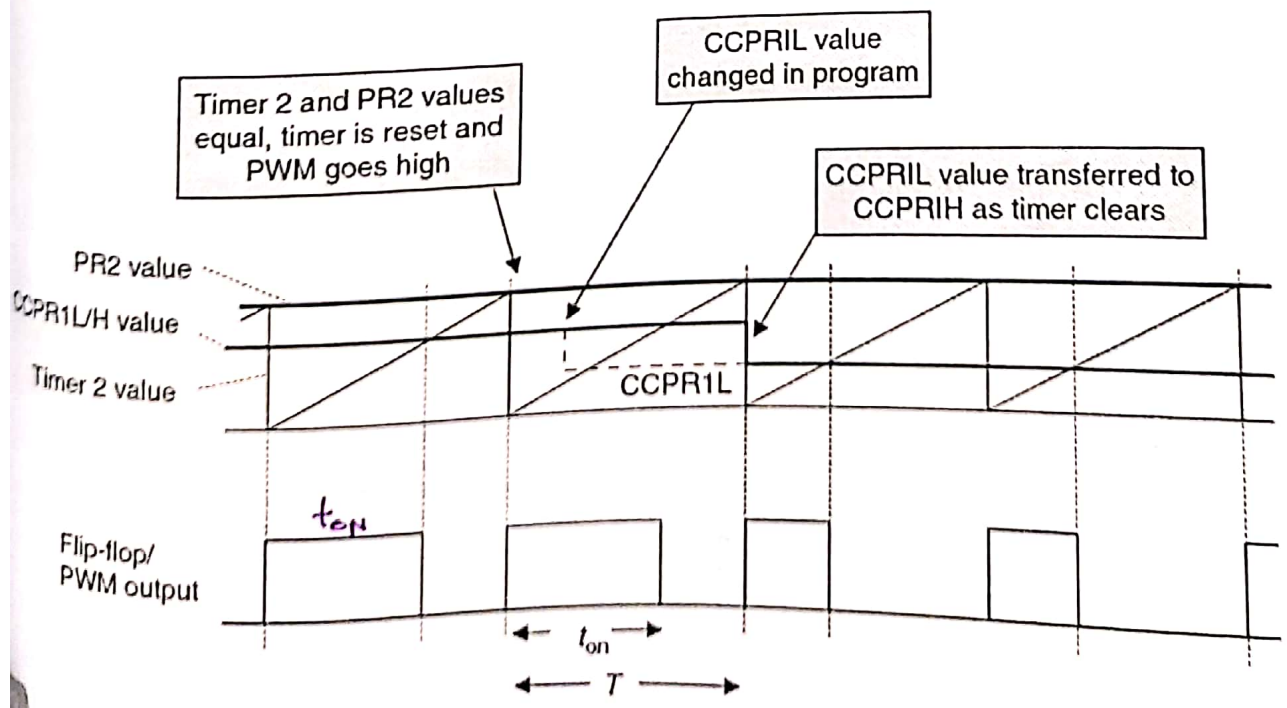 CCPRIL value
changed in program
Timer 2 and PR2 values
equal, timer is reset and
PWM goes high
CCPRIL value transferred to
CCPRIH as timer clears
PR2 value
CCPR1L/H value
Timer 2 value
CCPR1L
ton
Flip-flop/
PWM output
ton
T